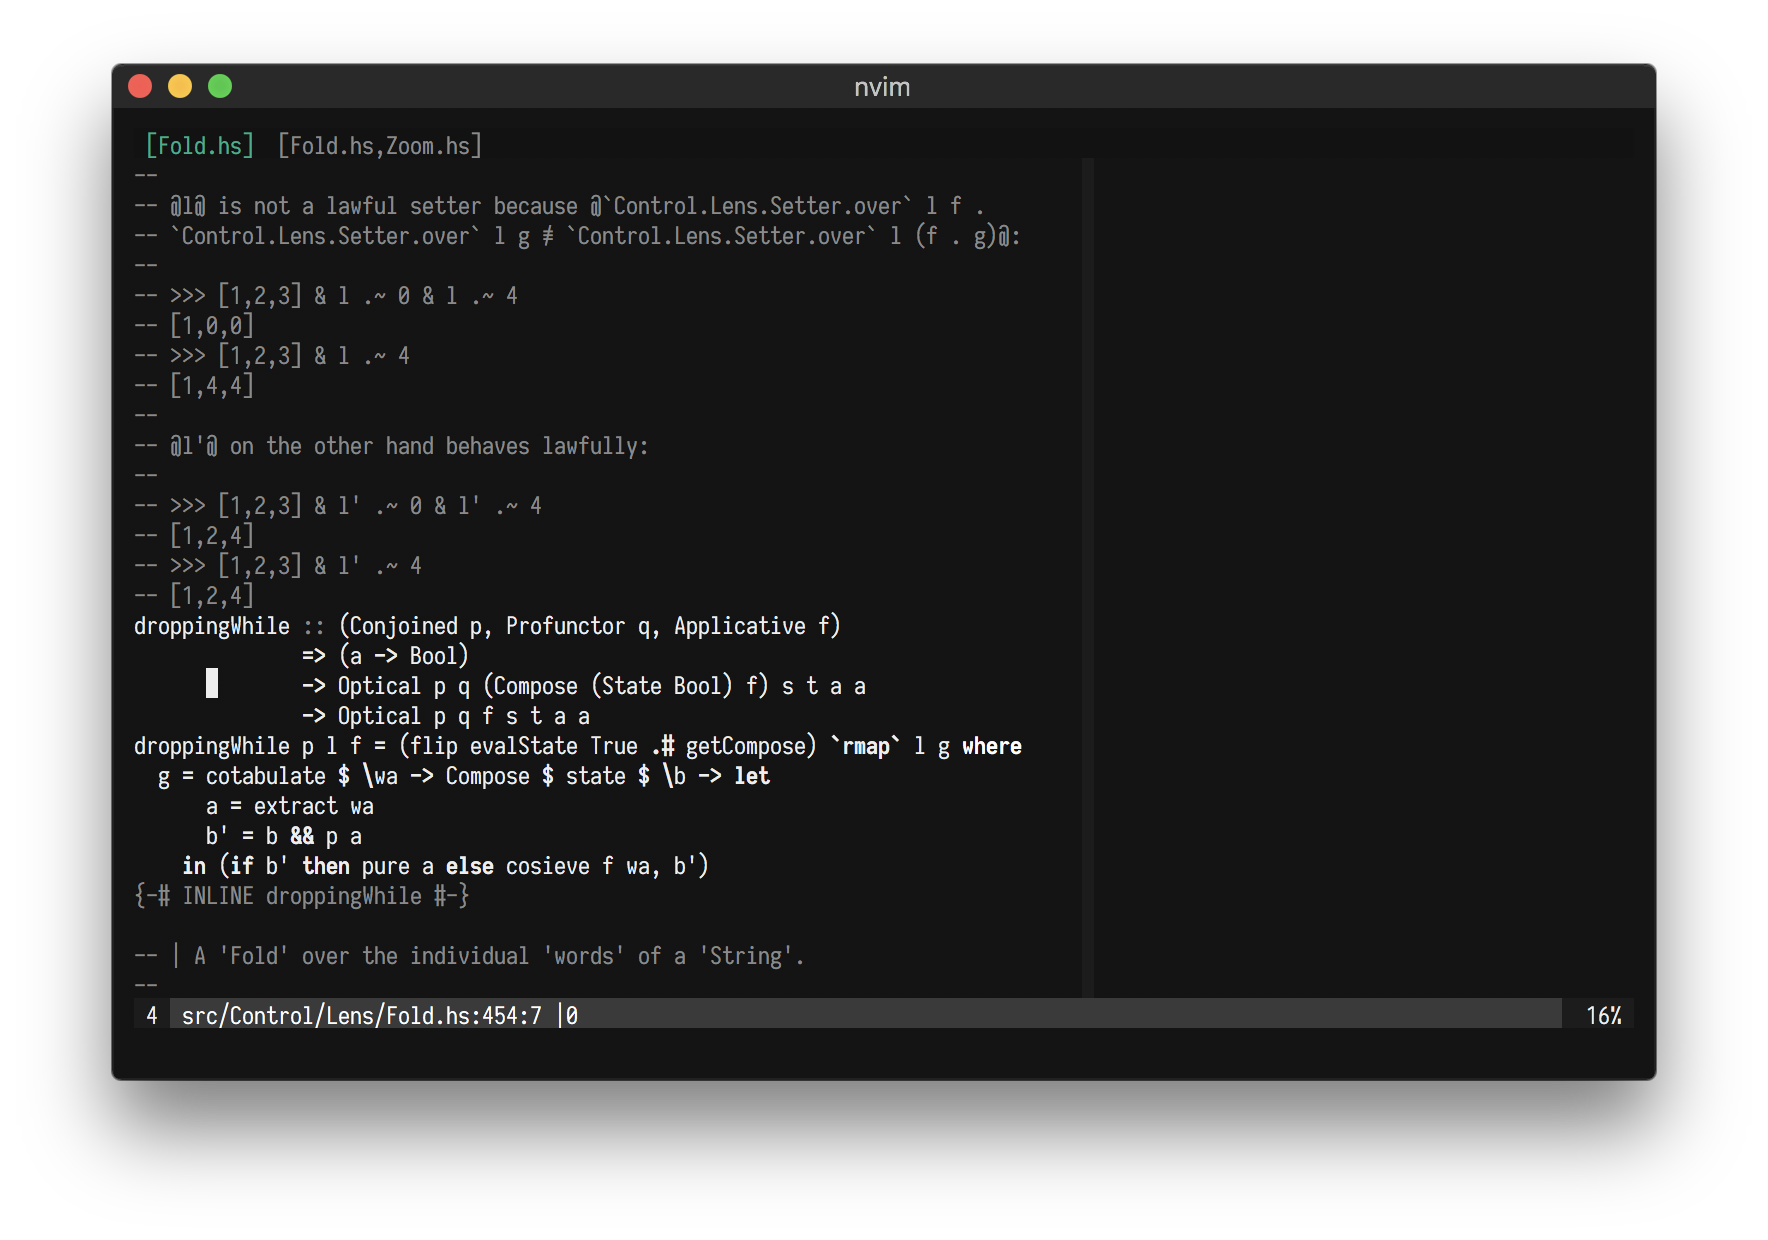 nvim
[Fold.hs] [Fold.hs,Zoom.hs]
--
-- @l@ is not a lawful setter because @`Control.Lens.Setter.over` l f .
-- `Control.Lens.Setter.over` l g ≢ `Control.Lens.Setter.over` l (f . g)@:
--
-- >>> [1,2,3] & l .~ 0 & l .~ 4
-- [1,0,0]
-- >>> [1,2,3] & l .~ 4
-- [1,4,4]
--
-- @l'@ on the other hand behaves lawfully:
--
-- >>> [1,2,3] & l' .~ 0 & l' .~ 4
-- [1,2,4]
-- >>> [1,2,3] & l' .~ 4
-- [1,2,4]
droppingWhile :: (Conjoined p, Profunctor q, Applicative f)
              => (a -> Bool)
              -> Optical p q (Compose (State Bool) f) s t a a
              -> Optical p q f s t a a
droppingWhile p l f = (flip evalState True .# getCompose) `rmap` l g where
  g = cotabulate $ \wa -> Compose $ state $ \b -> let
      a = extract wa
      b' = b && p a
    in (if b' then pure a else cosieve f wa, b')
{-# INLINE droppingWhile #-}
-- | A 'Fold' over the individual 'words' of a 'String'.
--
4 src/Control/Lens/Fold.hs:454:7 |0 16%